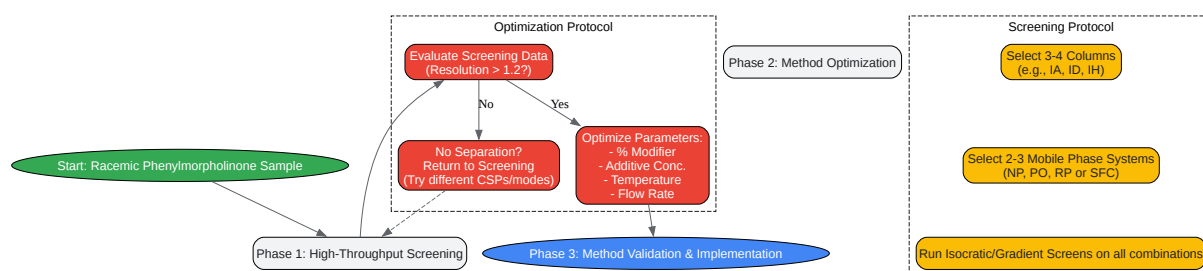 Optimization Protocol
Evaluate Screening Data
(Resolution > 1.2?)
No
Yes
No Separation?
Return to Screening
(Try different CSPs/modes)
Optimize Parameters:
- % Modifier
- Additive Conc.
- Temperature
- Flow Rate
Phase 2: Method Optimization
Screening Protocol
Select 3-4 Columns
(e.g., IA, ID, IH)
Select 2-3 Mobile Phase Systems
(NP, PO, RP or SFC)
Run Isocratic/Gradient Screens on all combinations
Start: Racemic Phenylmorpholinone Sample
Phase 1: High-Throughput Screening
Phase 3: Method Validation & Implementation